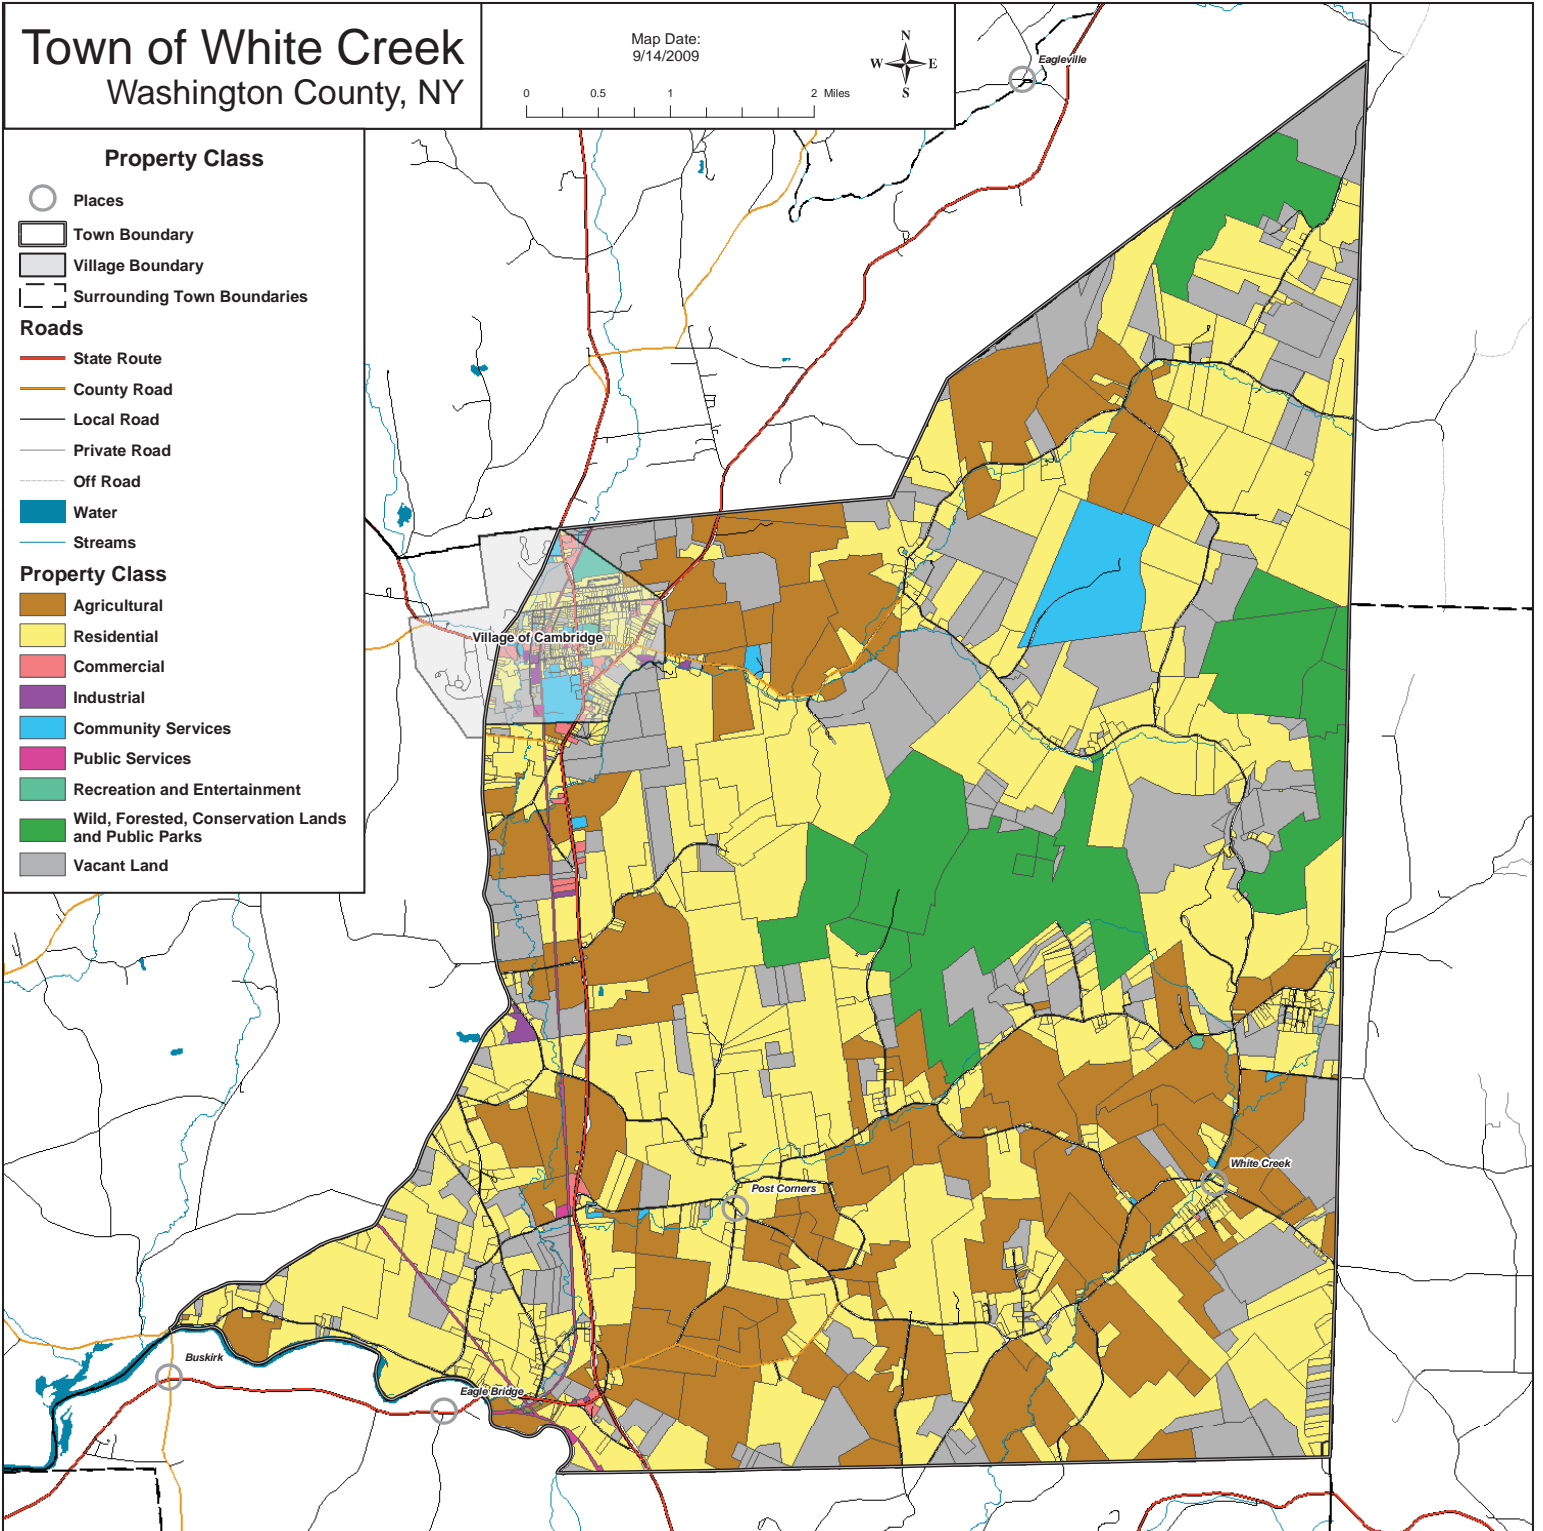 Town of White Creek
Washington County, NY
Map Date:
9/14/2009
N
W E
S
0 0.5 1 2 Miles
Property Class
Places
Town Boundary
Village Boundary
Surrounding Town Boundaries
Roads
State Route
County Road
Local Road
Private Road
Off Road
Water
Streams
Property Class
Agricultural
Residential
Commercial
Industrial
Community Services
Public Services
Recreation and Entertainment
Wild, Forested, Conservation Lands
and Public Parks
Vacant Land
Eagleville
Village of Cambridge
White Creek
Post Corners
Buskirk
Eagle Bridge